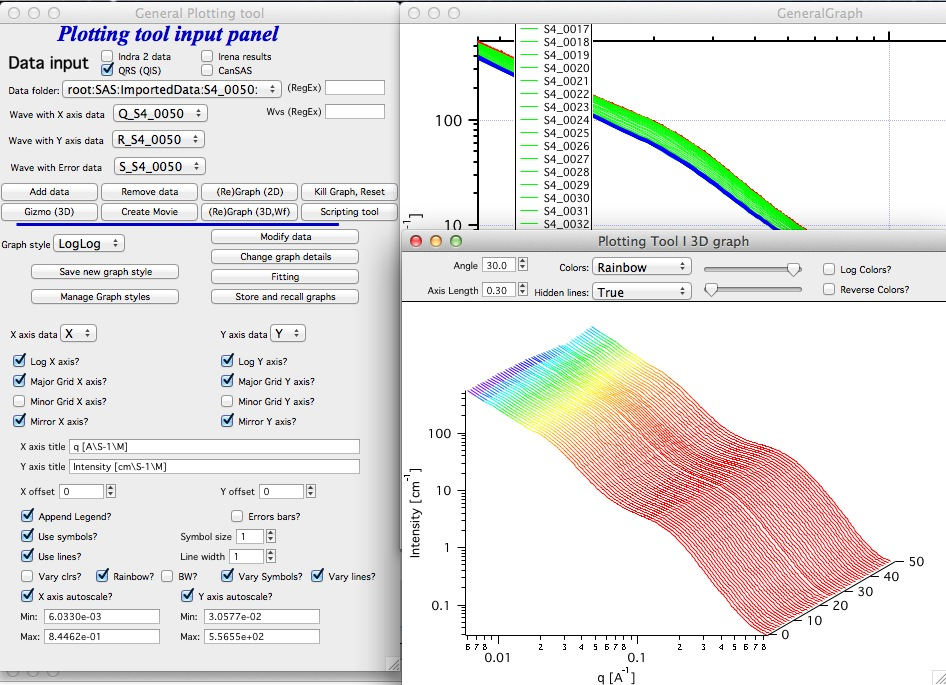 General Plotting tool
Plotting tool input panel
Data input
Indra 2 data
Irena results
QRS (QIS)
CanSAS
Data folder: root:SAS:ImportedData:S4_0050: (RegEx)
Wave with X axis data Q_S4_0050 Wvs (RegEx)
Wave with Y axis data R_S4_0050
Wave with Error data S_S4_0050
Add data Remove data (Re)Graph (2D) Kill Graph, Reset
Gizmo (3D) Create Movie (Re)Graph (3D,Wf) Scripting tool
Graph style LogLog Modify data
Change graph details
Save new graph style Fitting
Manage Graph styles Store and recall graphs
X axis data X Y axis data Y
Log X axis? Log Y axis?
Major Grid X axis? Major Grid Y axis?
Minor Grid X axis? Minor Grid Y axis?
Mirror X axis? Mirror Y axis?
X axis title q [A\S-1\M]
Y axis title Intensity [cm\S-1\M]
X offset 0 Y offset 0
Append Legend? Errors bars?
Use symbols? Symbol size 1
Use lines? Line width 1
Vary clrs? Rainbow? BW? Vary Symbols? Vary lines?
X axis autoscale? Y axis autoscale?
Min: 6.0330e-03 Min: 3.0577e-02
Max: 8.4462e-01 Max: 5.5655e+02
GeneralGraph
S4_0017
S4_0018
S4_0019
S4_0020
S4_0021
S4_0022
S4_0023
S4_0024
S4_0025
S4_0026
S4_0027
S4_0028
S4_0029
S4_0030
S4_0031
S4_0032
100
10
-1]
Plotting Tool I 3D graph
Angle 30.0 Colors: Rainbow Log Colors?
Axis Length 0.30 Hidden lines: True Reverse Colors?
100
10
1
0.1
Intensity [cm-1]
6 7 8 2 3 4 5 6 7 8 2 3 4 5 6 7 8
0.01 0.1
q [A-1]
0
10
20
30
40
50